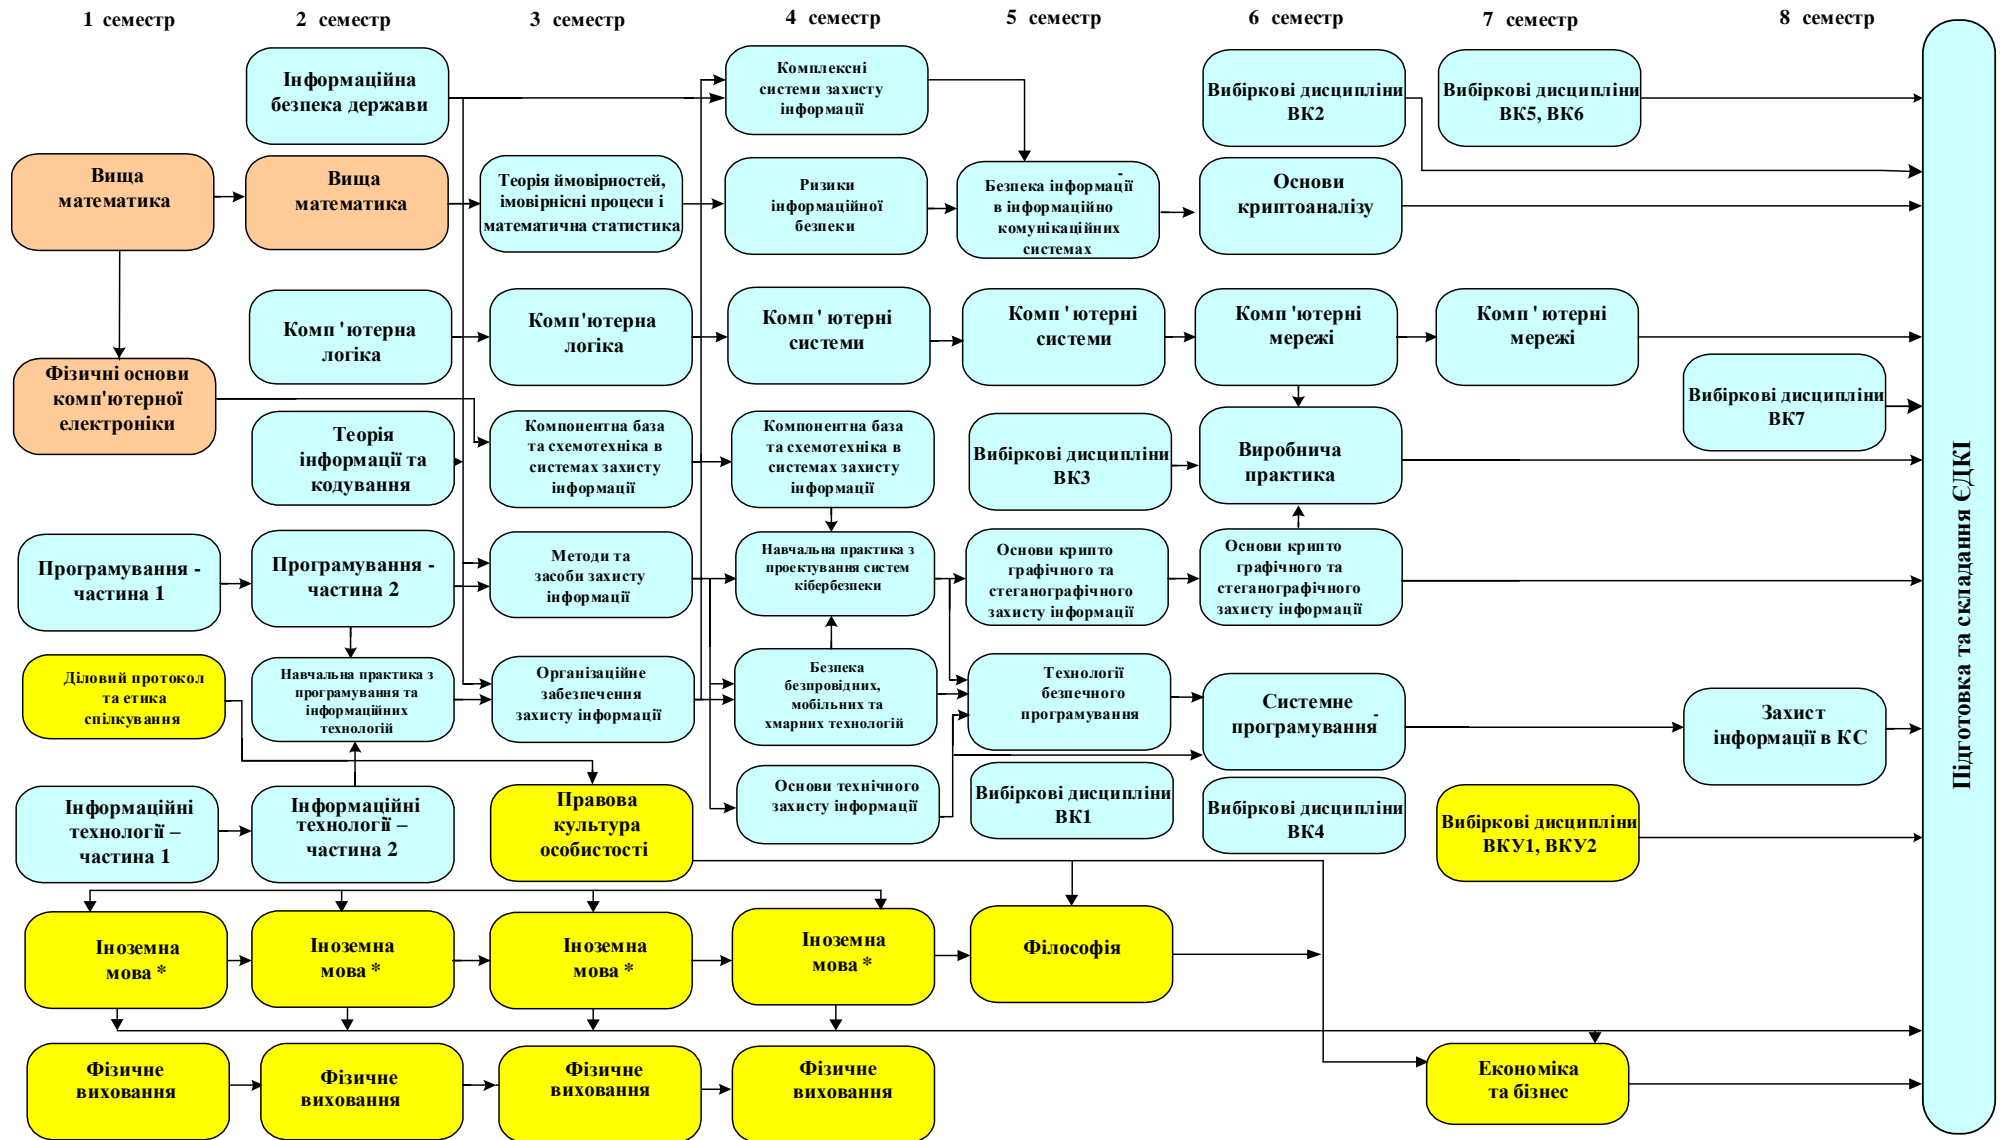 1 семестр
2 семестр
3 семестр
4 семестр
5 семестр
6 семестр
7 семестр
8 семестр
Інформаційна
безпека держави
Комплексні
системи захисту
інформації
Вибіркові дисципліни
ВК2
Вибіркові дисципліни
ВК5, ВК6
Вища
математика
Вища
математика
Теорія ймовірностей,
імовірнісні процеси і
математична статистика
Ризики
інформаційної
безпеки
Безпека інформації -
в інформаційно
комунікаційних
системах
Основи
криптоаналізу
Комп 'ютерна
логіка
Комп'ютерна
логіка
Комп ' ютерні
системи
Комп ' ютерні
системи
Комп 'ютерні
мережі
Комп ' ютерні
мережі
Фізичні основи
комп'ютерної
електроніки
Теорія
інформації та
кодування
Компонентна база
та схемотехніка в
системах захисту
інформації
Компонентна база
та схемотехніка в
системах захисту
інформації
Вибіркові дисципліни
ВК3
Виробнича
практика
Вибіркові дисципліни
ВК7
Програмування -
частина 1
Програмування -
частина 2
Методи та
засоби захисту
інформації
Навчальна практика з
проектування систем
кібербезпеки
Основи крипто
графічного та
стеганографічного
захисту інформації
Основи крипто
графічного та
стеганографічного
захисту інформації
Діловий протокол
та етика
спілкування
Навчальна практика з
програмування та
інформаційних
технологій
Організаційне
забезпечення
захисту інформації
Безпека
безпровідних,
мобільних та
хмарних технологій
Технології
безпечного
програмування
Системне -
програмування
Захист
інформації в КС
Інформаційні
технології –
частина 1
Інформаційні
технології –
частина 2
Правова
культура
особистості
Основи технічного
захисту інформації
Вибіркові дисципліни
ВК1
Вибіркові дисципліни
ВК4
Вибіркові дисципліни
ВКУ1, ВКУ2
Іноземна
мова *
Іноземна
мова *
Іноземна
мова *
Іноземна
мова *
Філософія
Фізичне
виховання
Фізичне
виховання
Фізичне
виховання
Фізичне
виховання
Економіка
та бізнес
Підготовка та складання ЄДКІ